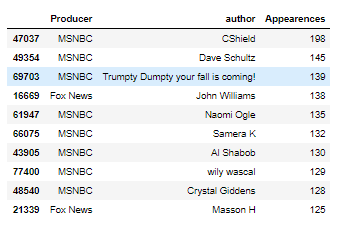 Producer author Appearences
47037 MSNBC CShield 198
49354 MSNBC Dave Schultz 145
69703 MSNBC Trumpty Dumpty your fall is coming! 139
16669 Fox News John Williams 138
61947 MSNBC Naomi Ogle 135
66075 MSNBC Samera K 132
43905 MSNBC Al Shabob 130
77400 MSNBC wily wascal 129
48540 MSNBC Crystal Giddens 128
21339 Fox News Masson H 125